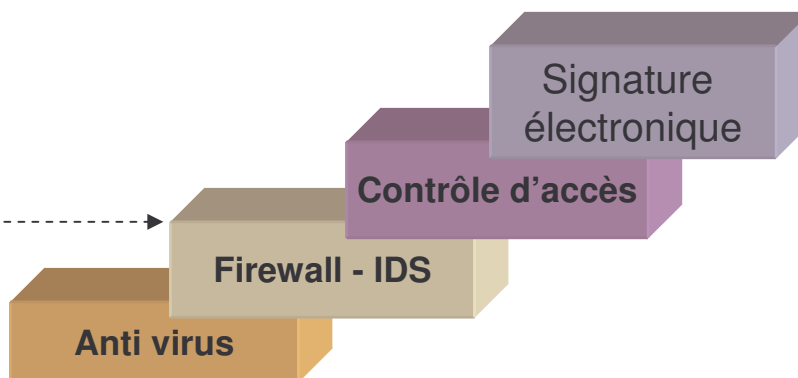 Signature
électronique
Contrôle d’accès
Firewall - IDS
Anti virus